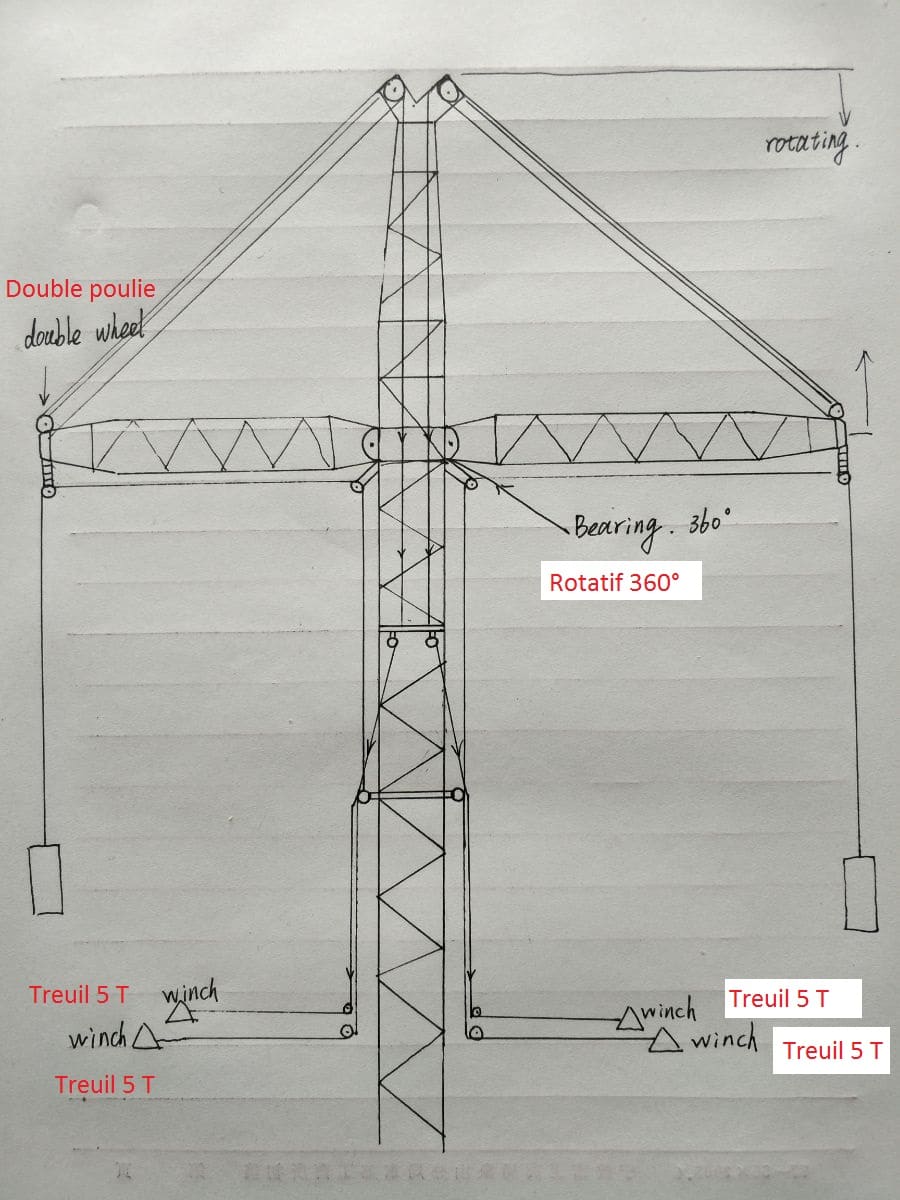 rotating.
Double poulie
double wheel
Bearing. 360°
Rotatif 360°
Treuil 5 T
winch
winch
Treuil 5 T
winch
Treuil 5 T
winch
Treuil 5 T